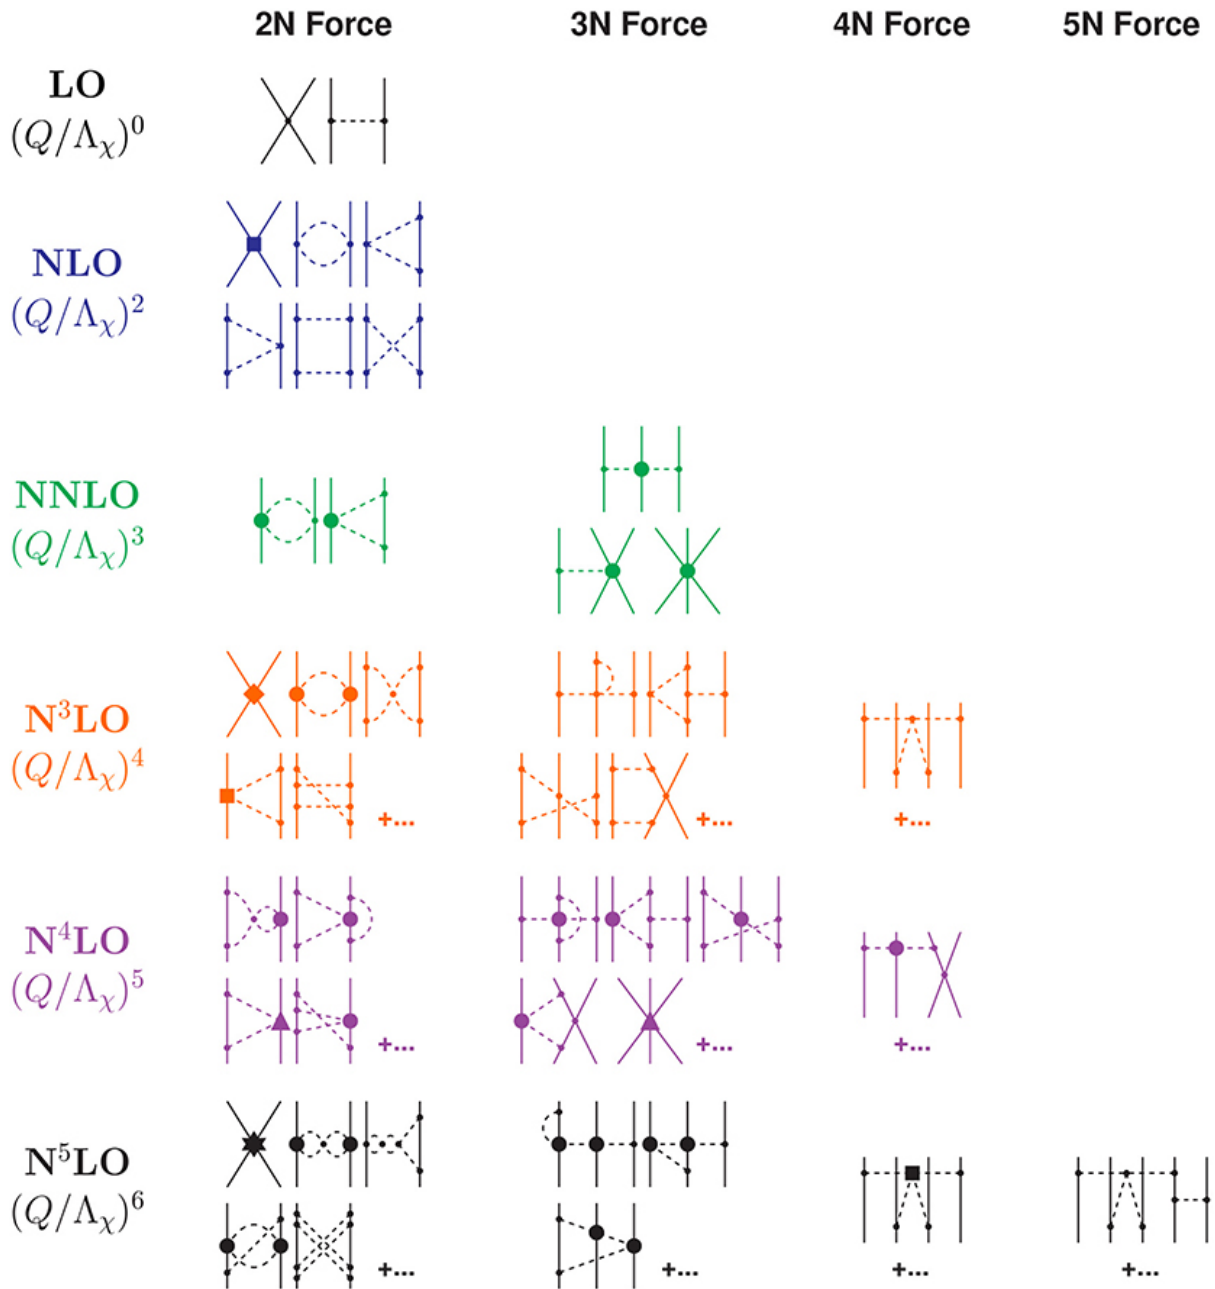 2N Force 3N Force 4N Force 5N Force
LO
(Q/Λχ)⁰
NLO
(Q/Λχ)²
NNLO
(Q/Λχ)³
N³LO
(Q/Λχ)⁴
+... +... +...
N⁴LO
(Q/Λχ)⁵
+... +... +...
N⁵LO
(Q/Λχ)⁶
+... +... +... +...